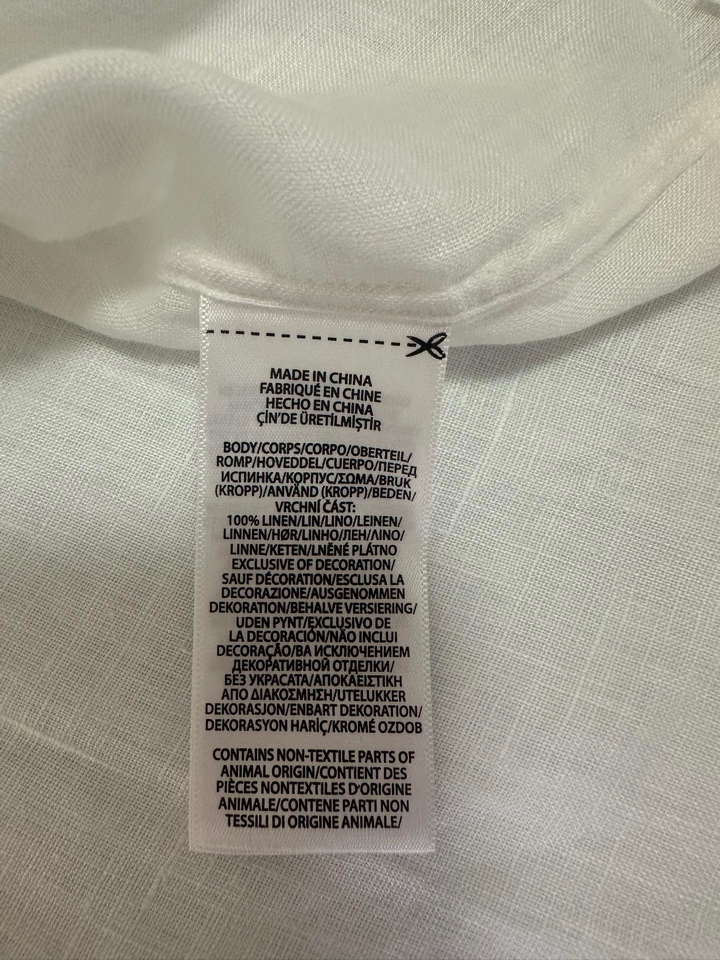 MADE IN CHINA
FABRIQUÉ EN CHINE
HECHO EN CHINA
ÇİN'DE ÜRETİLMİŞTİR
BODY/CORPS/CORPO/OBERTEIL/
ROMP/HOVEDDEL/CUERPO/ПЕРЕД
ИСПИНКА/КОРПУС/ΣΩΜΑ/BRUK
(KROPP)/ANVÄND (KROPP)/BEDEN/
VRCHNÍ ČÁST:
100% LINEN/LIN/LINO/LEINEN/
LINNEN/HØR/LINHO/ЛЕН/ΛΙΝΟ/
LINNE/KETEN/LNĚNÉ PLÁTNO
EXCLUSIVE OF DECORATION/
SAUF DÉCORATION/ESCLUSA LA
DECORAZIONE/AUSGENOMMEN
DEKORATION/BEHALVE VERSIERING/
UDEN PYNT/EXCLUSIVO DE
LA DECORACIÓN/NÃO INCLUI
DECORAÇÃO/ВА ИСКЛЮЧЕНИЕМ
ДЕКОРАТИВНОЙ ОТДЕЛКИ/
БЕЗ УКРАСАТА/ΑΠΟΚΛΕΙΣΤΙΚΗ
ΑΠΟ ΔΙΑΚΟΣΜΗΣΗ/UTELUKKER
DEKORASJON/ENBART DEKORATION/
DEKORASYON HARİÇ/KROMÉ OZDOB
CONTAINS NON-TEXTILE PARTS OF
ANIMAL ORIGIN/CONTIENT DES
PIÈCES NONTEXTILES D'ORIGINE
ANIMALE/CONTENE PARTI NON
TESSILI DI ORIGINE ANIMALE/